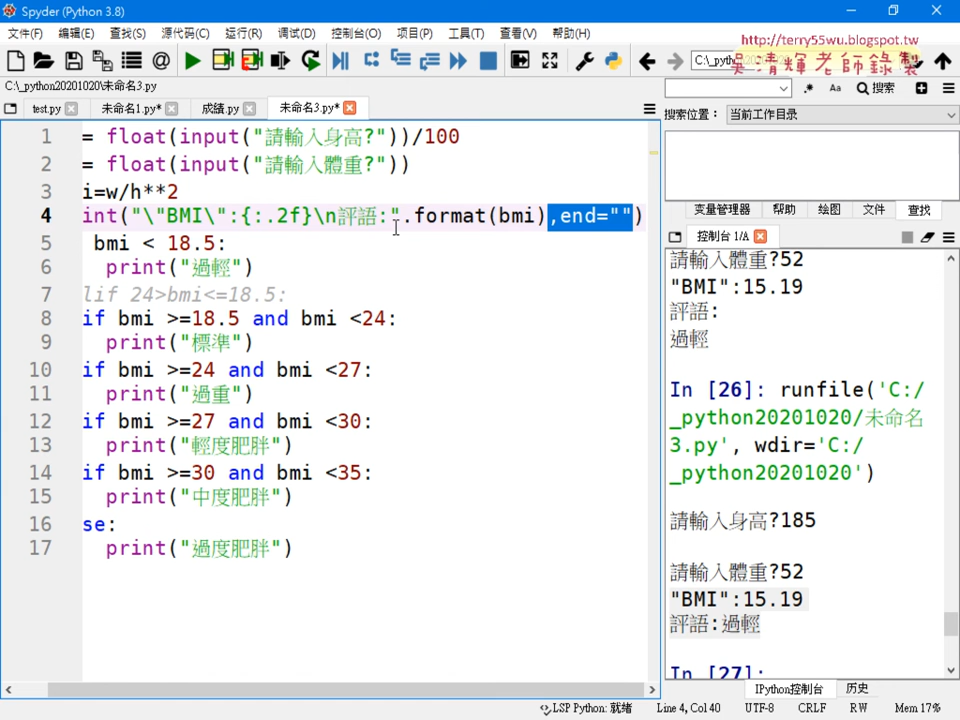 Spyder (Python 3.8)
文件(F) 编辑(E) 查找(S) 源代码(C) 运行(R) 调试(D) 控制台(O) 项目(P) 工具(T) 查看(V) 帮助(H)
http://terry55wu.blogspot.tw
吳清輝老師錄製
C:\_python20201020\未命名3.py
搜索
test.py 未命名1.py* 成績.py 未命名3.py*
搜索位置： 当前工作目录
1 = float(input("請輸入身高?"))/100
2 = float(input("請輸入體重?"))
3 i=w/h**2
4 int("\"BMI\":{:.2f}\n評語:".format(bmi),end="")
5 bmi < 18.5:
6 print("過輕")
7 lif 24>bmi<=18.5:
8 if bmi >=18.5 and bmi <24:
9 print("標準")
10 if bmi >=24 and bmi <27:
11 print("過重")
12 if bmi >=27 and bmi <30:
13 print("輕度肥胖")
14 if bmi >=30 and bmi <35:
15 print("中度肥胖")
16 se:
17 print("過度肥胖")
变量管理器 帮助 绘图 文件 查找
控制台 1/A
請輸入體重?52
"BMI":15.19
評語:
過輕
In [26]: runfile('C:/
_python20201020/未命名
3.py', wdir='C:/
_python20201020')
請輸入身高?185
請輸入體重?52
"BMI":15.19
評語:過輕
In [27]:
IPython控制台 历史
LSP Python: 就绪 Line 4, Col 40 UTF-8 CRLF RW Mem 17%